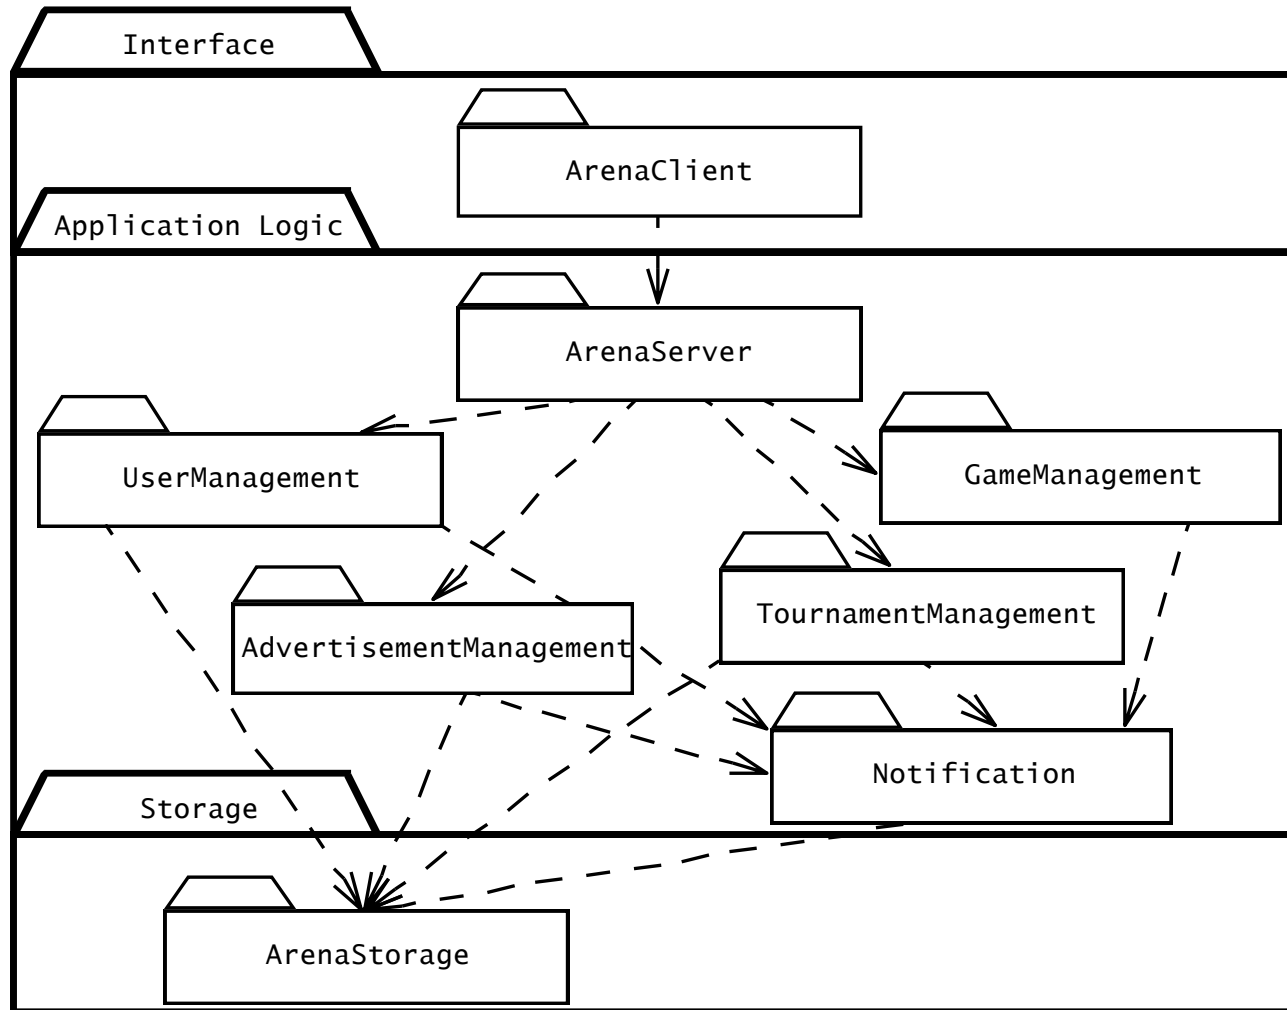 Interface
ArenaClient
Application Logic
ArenaServer
UserManagement
GameManagement
TournamentManagement
AdvertisementManagement
Notification
Storage
ArenaStorage